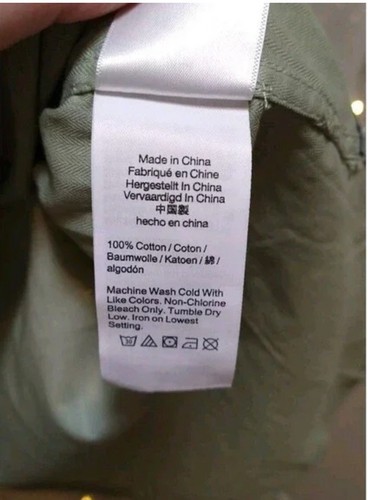 Made in China
Fabriqué en Chine
Hergestellt In China
Vervaardigd In China
中国製
hecho en china
100% Cotton / Coton /
Baumwolle / Katoen / 綿 /
algodón
Machine Wash Cold With
Like Colors. Non-Chlorine
Bleach Only. Tumble Dry
Low. Iron on Lowest
Setting.